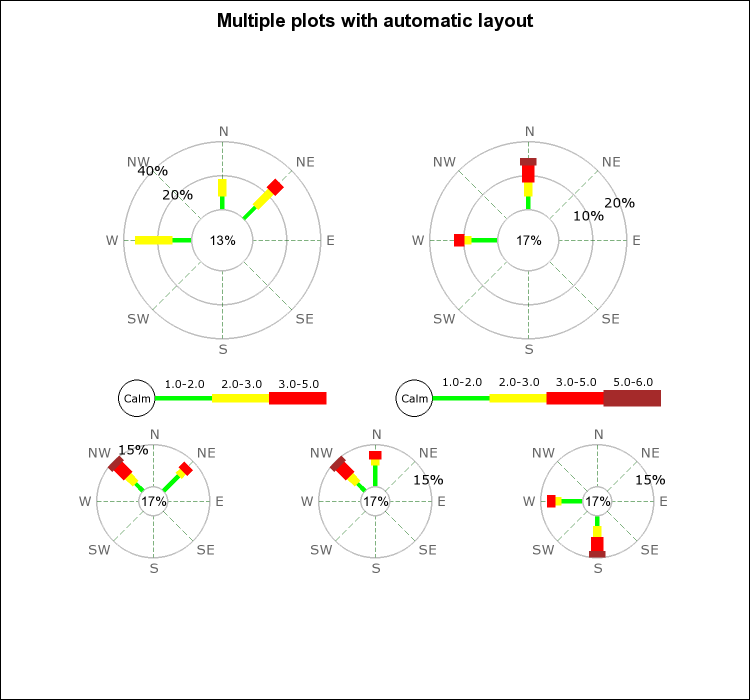 Multiple plots with automatic layout
N
N
NW
40%
NE
NW
NE
20%
20%
10%
W
13%
E
W
17%
E
SW
SE
SW
SE
S
S
Calm
1.0-2.0
2.0-3.0
3.0-5.0
Calm
1.0-2.0
2.0-3.0
3.0-5.0
5.0-6.0
N
N
N
NW
15%
NE
NW
NE
NW
NE
15%
15%
W
17%
E
W
17%
E
W
17%
E
SW
SE
SW
SE
SW
SE
S
S
S